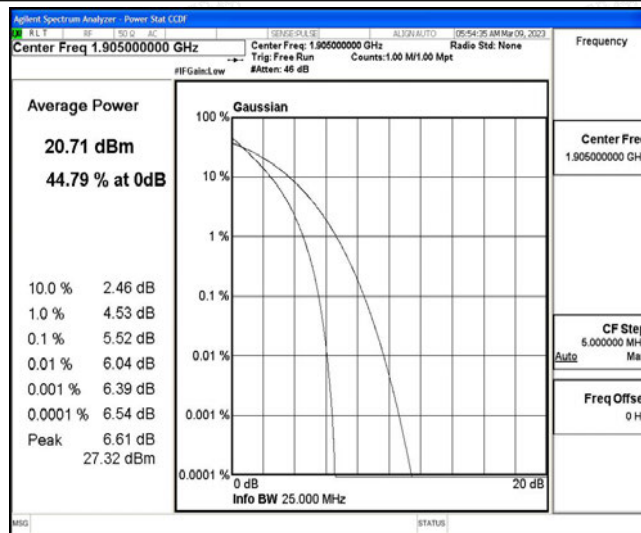 Agilent Spectrum Analyzer - Power Stat CCDF
R L T RF 50 Ω AC SENSE:PULSE ALIGNAUTO 05:54:35 AM Mar 09, 2023
Center Freq 1.905000000 GHz
Center Freq: 1.905000000 GHz Radio Std: None
Trig: Free Run Counts:1.00 M/1.00 Mpt
#IFGain:Low #Atten: 46 dB
Frequency
Average Power
20.71 dBm
44.79 % at 0dB
10.0 % 2.46 dB
1.0 % 4.53 dB
0.1 % 5.52 dB
0.01 % 6.04 dB
0.001 % 6.39 dB
0.0001 % 6.54 dB
Peak 6.61 dB
27.32 dBm
Gaussian
100 %
10 %
1 %
0.1 %
0.01 %
0.001 %
0.0001 %
0 dB 20 dB
Info BW 25.000 MHz
Center Fre
1.905000000 GH
CF Ste
5.000000 MH
Auto Ma
Freq Offse
0 H
MSG STATUS